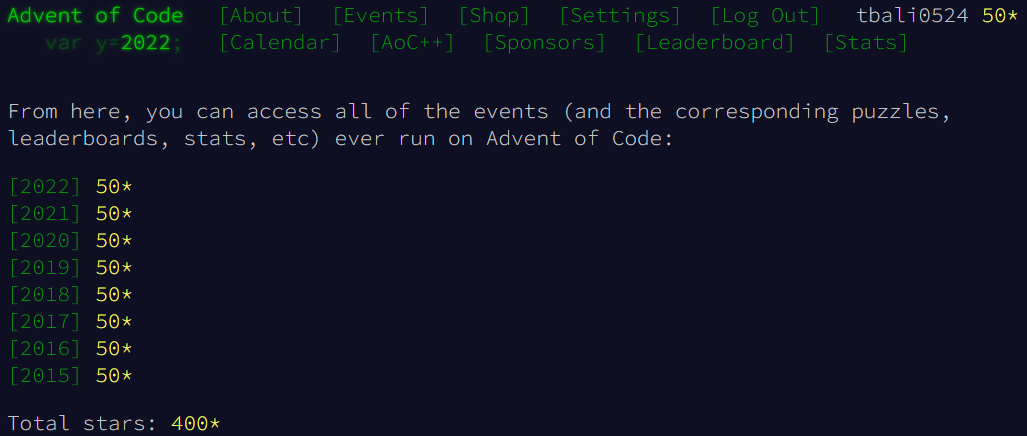 Advent of Code [About] [Events] [Shop] [Settings] [Log Out] tbali0524 50*
var y=2022; [Calendar] [AoC++] [Sponsors] [Leaderboard] [Stats]
From here, you can access all of the events (and the corresponding puzzles,
leaderboards, stats, etc) ever run on Advent of Code:
[2022] 50*
[2021] 50*
[2020] 50*
[2019] 50*
[2018] 50*
[2017] 50*
[2016] 50*
[2015] 50*
Total stars: 400*